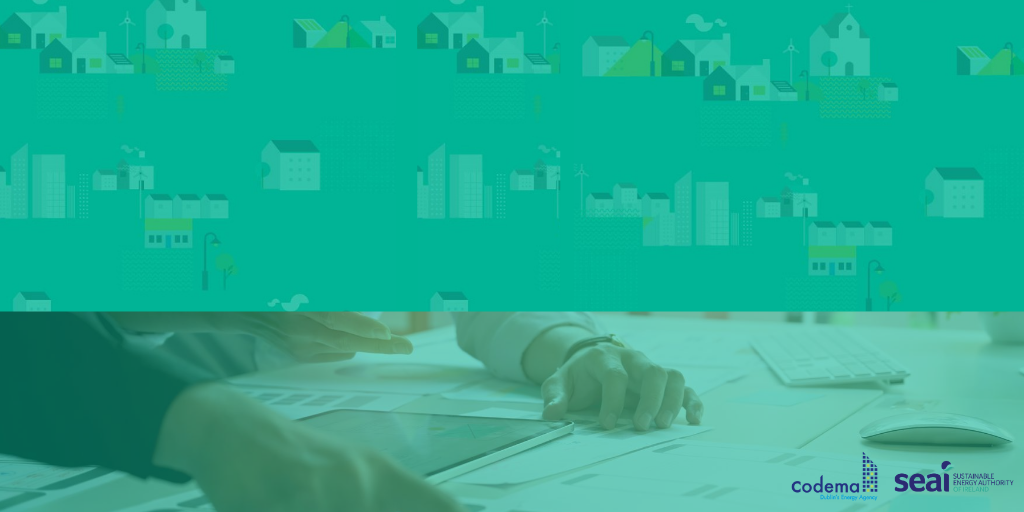 codema
Dublin's Energy Agency
seai
SUSTAINABLE
ENERGY AUTHORITY
OF IRELAND